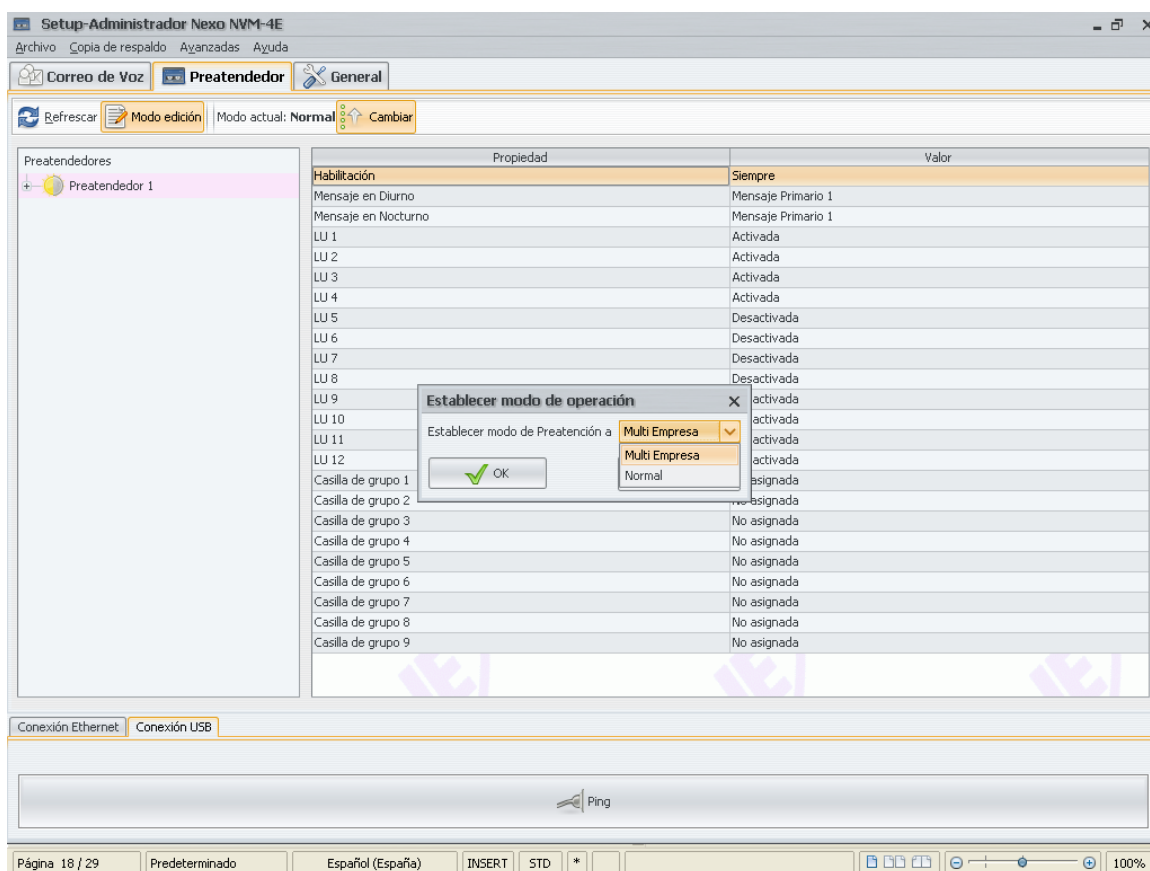 Setup-Administrador Nexo NVM-4E
Archivo Copia de respaldo Avanzadas Ayuda
Correo de Voz Preatendedor General
Refrescar Modo edición Modo actual: Normal Cambiar
Preatendedores
Preatendedor 1
Propiedad Valor
Habilitación Siempre
Mensaje en Diurno Mensaje Primario 1
Mensaje en Nocturno Mensaje Primario 1
LU 1 Activada
LU 2 Activada
LU 3 Activada
LU 4 Activada
LU 5 Desactivada
LU 6 Desactivada
LU 7 Desactivada
LU 8 Desactivada
LU 9 activada
LU 10 activada
LU 11 activada
LU 12 activada
Casilla de grupo 1 asignada
Casilla de grupo 2 No asignada
Casilla de grupo 3 No asignada
Casilla de grupo 4 No asignada
Casilla de grupo 5 No asignada
Casilla de grupo 6 No asignada
Casilla de grupo 7 No asignada
Casilla de grupo 8 No asignada
Casilla de grupo 9 No asignada
Establecer modo de operación
Establecer modo de Preatención a Multi Empresa
Multi Empresa
Normal
OK
Conexión Ethernet Conexión USB
Ping
Página 18 / 29 Predeterminado Español (España) INSERT STD * 100%